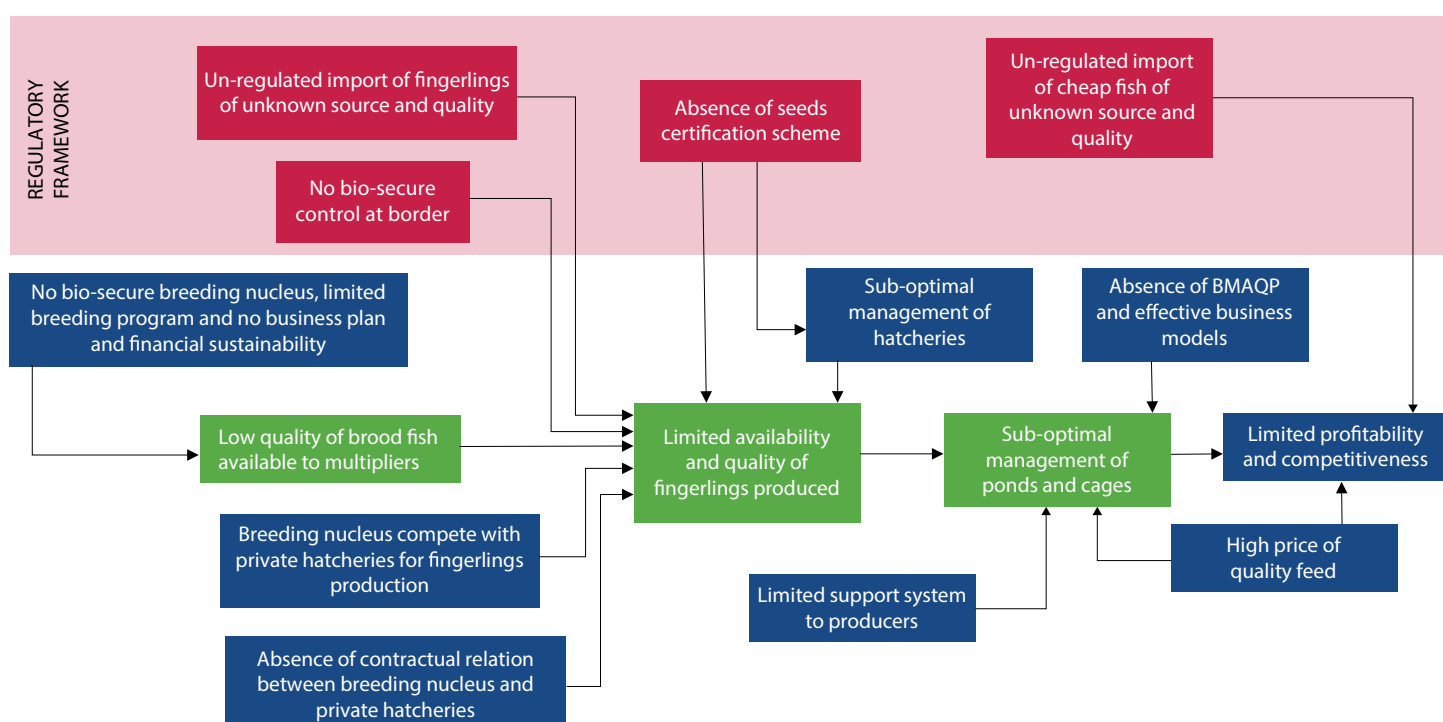 REGULATORY
FRAMEWORK
Un-regulated import of fingerlings
of unknown source and quality
Absence of seeds
certification scheme
Un-regulated import
of cheap fish of
unknown source and
quality
No bio-secure
control at border
No bio-secure breeding nucleus, limited
breeding program and no business plan
and financial sustainability
Sub-optimal
management of
hatcheries
Absence of BMAQP
and effective business
models
Low quality of brood fish
available to multipliers
Limited availability
and quality of
fingerlings produced
Sub-optimal
management of
ponds and cages
Limited profitability
and competitiveness
Breeding nucleus compete with
private hatcheries for fingerlings
production
High price of
quality feed
Limited support system
to producers
Absence of contractual relation
between breeding nucleus and
private hatcheries